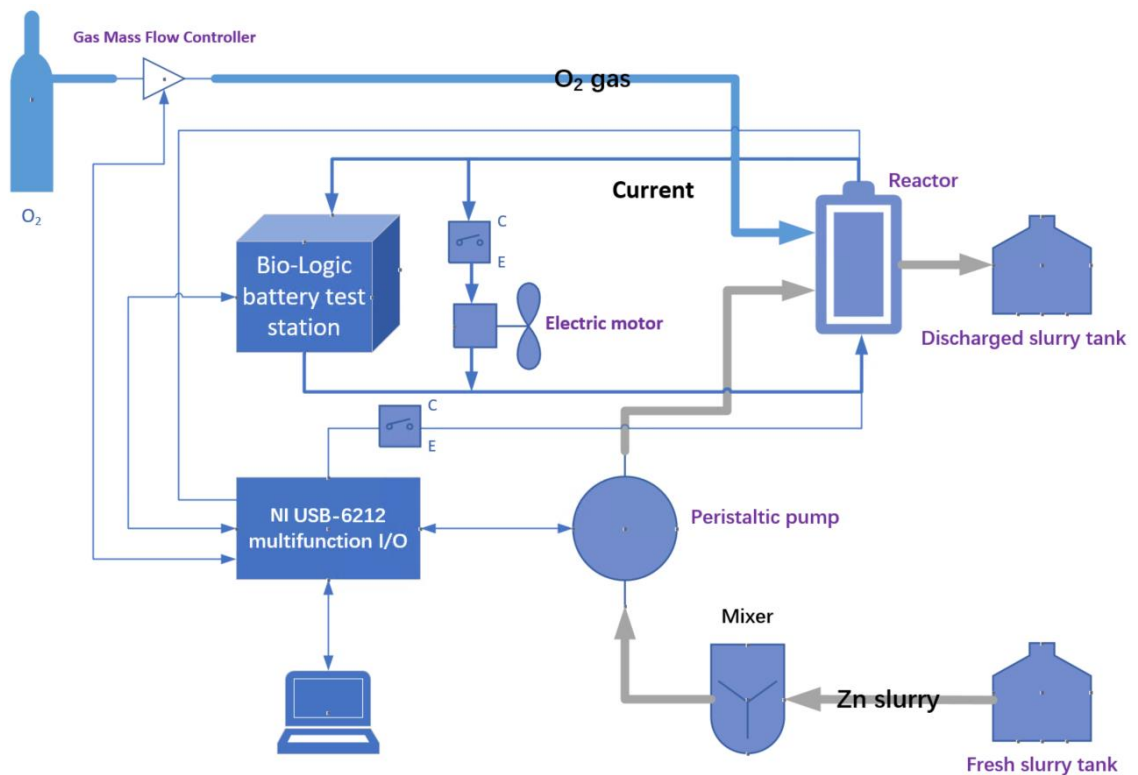 Gas Mass Flow Controller
O₂ gas
O₂
Reactor
Current
C
E
Bio-Logic
battery test
station
Electric motor
Discharged slurry tank
C
E
NI USB-6212
multifunction I/O
Peristaltic pump
Mixer
Zn slurry
Fresh slurry tank